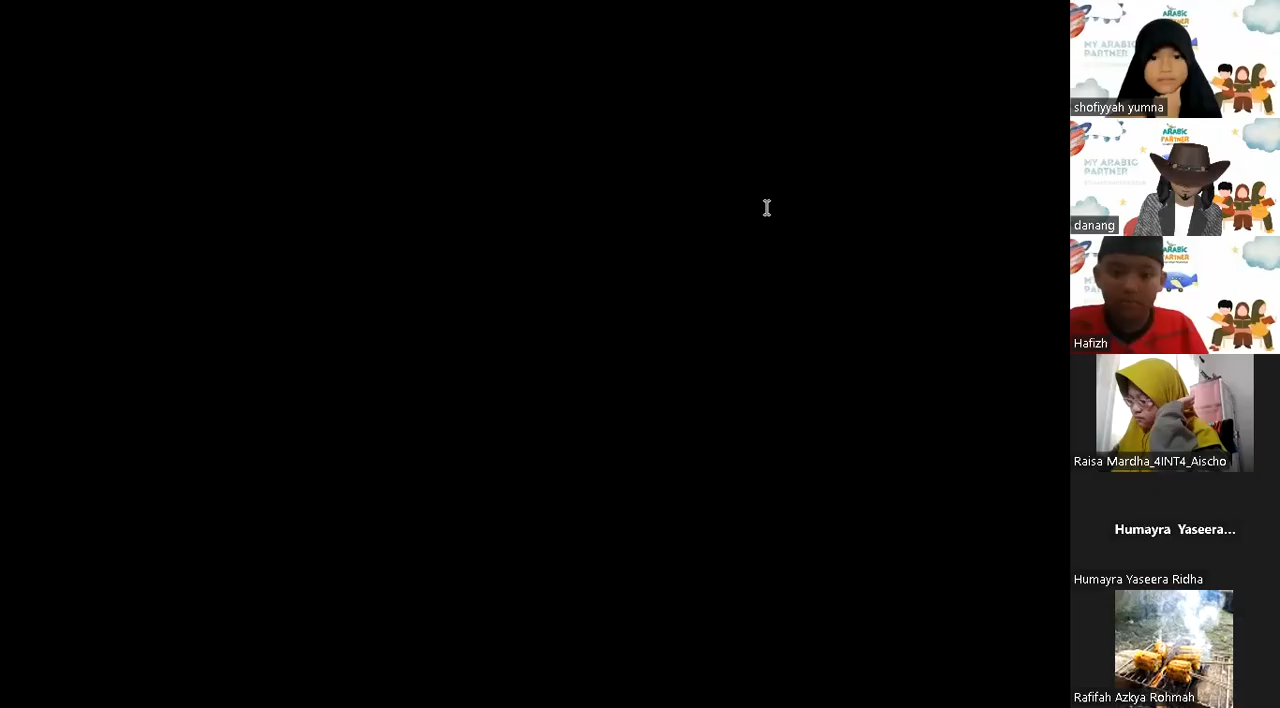 ARABIC
MY ARABIC
PARTNER
shofiyyah yumna
ARABIC
PARTNER
MY ARABIC
PARTNER
danang
ARABIC
PARTNER
Hafizh
Raisa Mardha_4INT4_Aischo
Humayra Yaseera...
Humayra Yaseera Ridha
Rafifah Azkya Rohmah